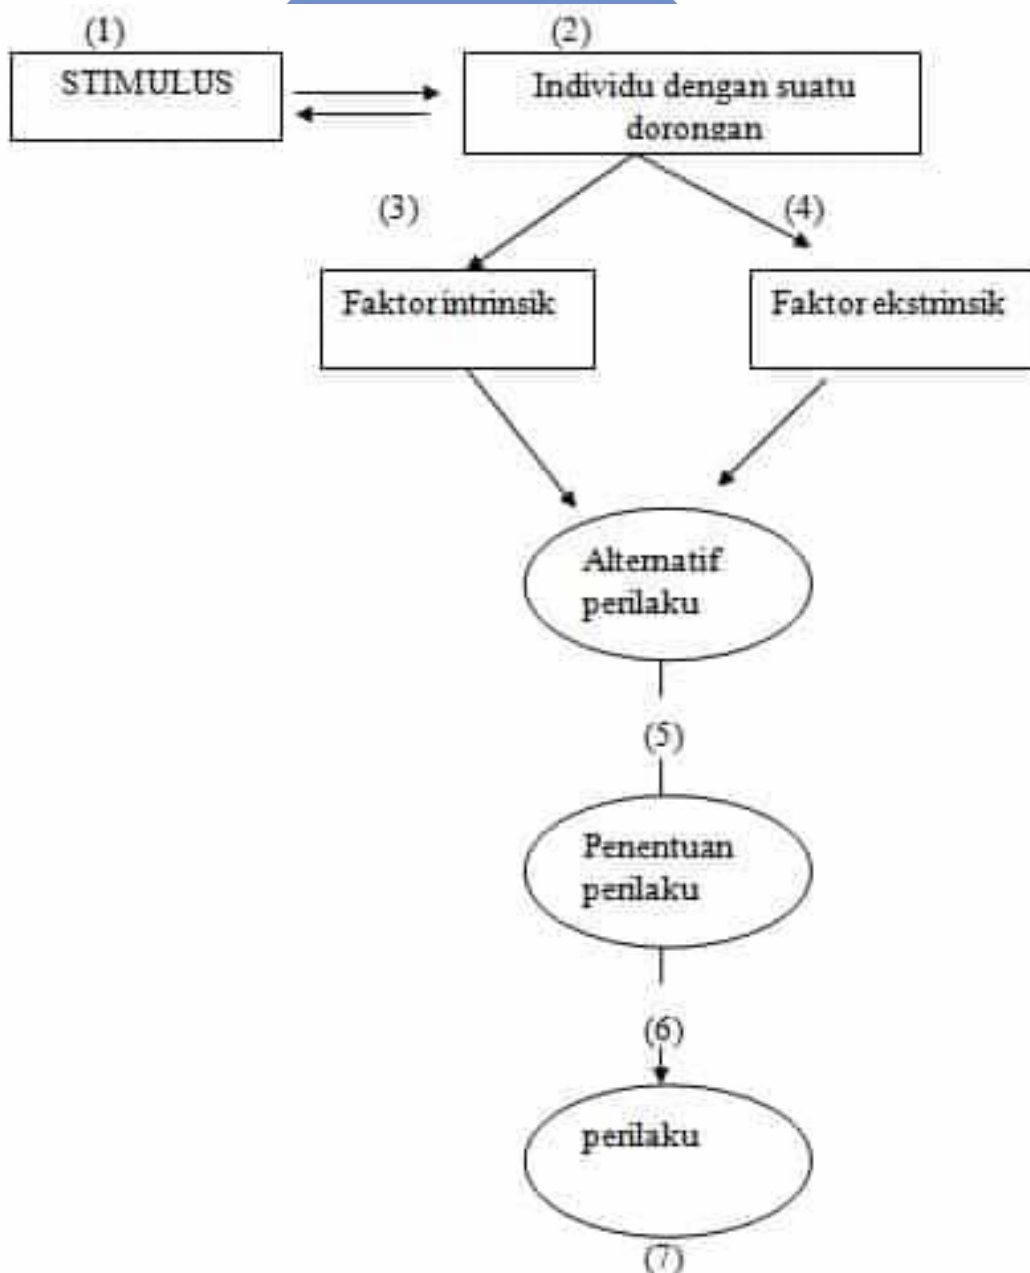 (1)
(2)
STIMULUS
Individu dengan suatu
dorongan
(3)
(4)
Faktor intrinsik
Faktor ekstrinsik
Alternatif
perilaku
(5)
Penentuan
perilaku
(6)
perilaku
(7)